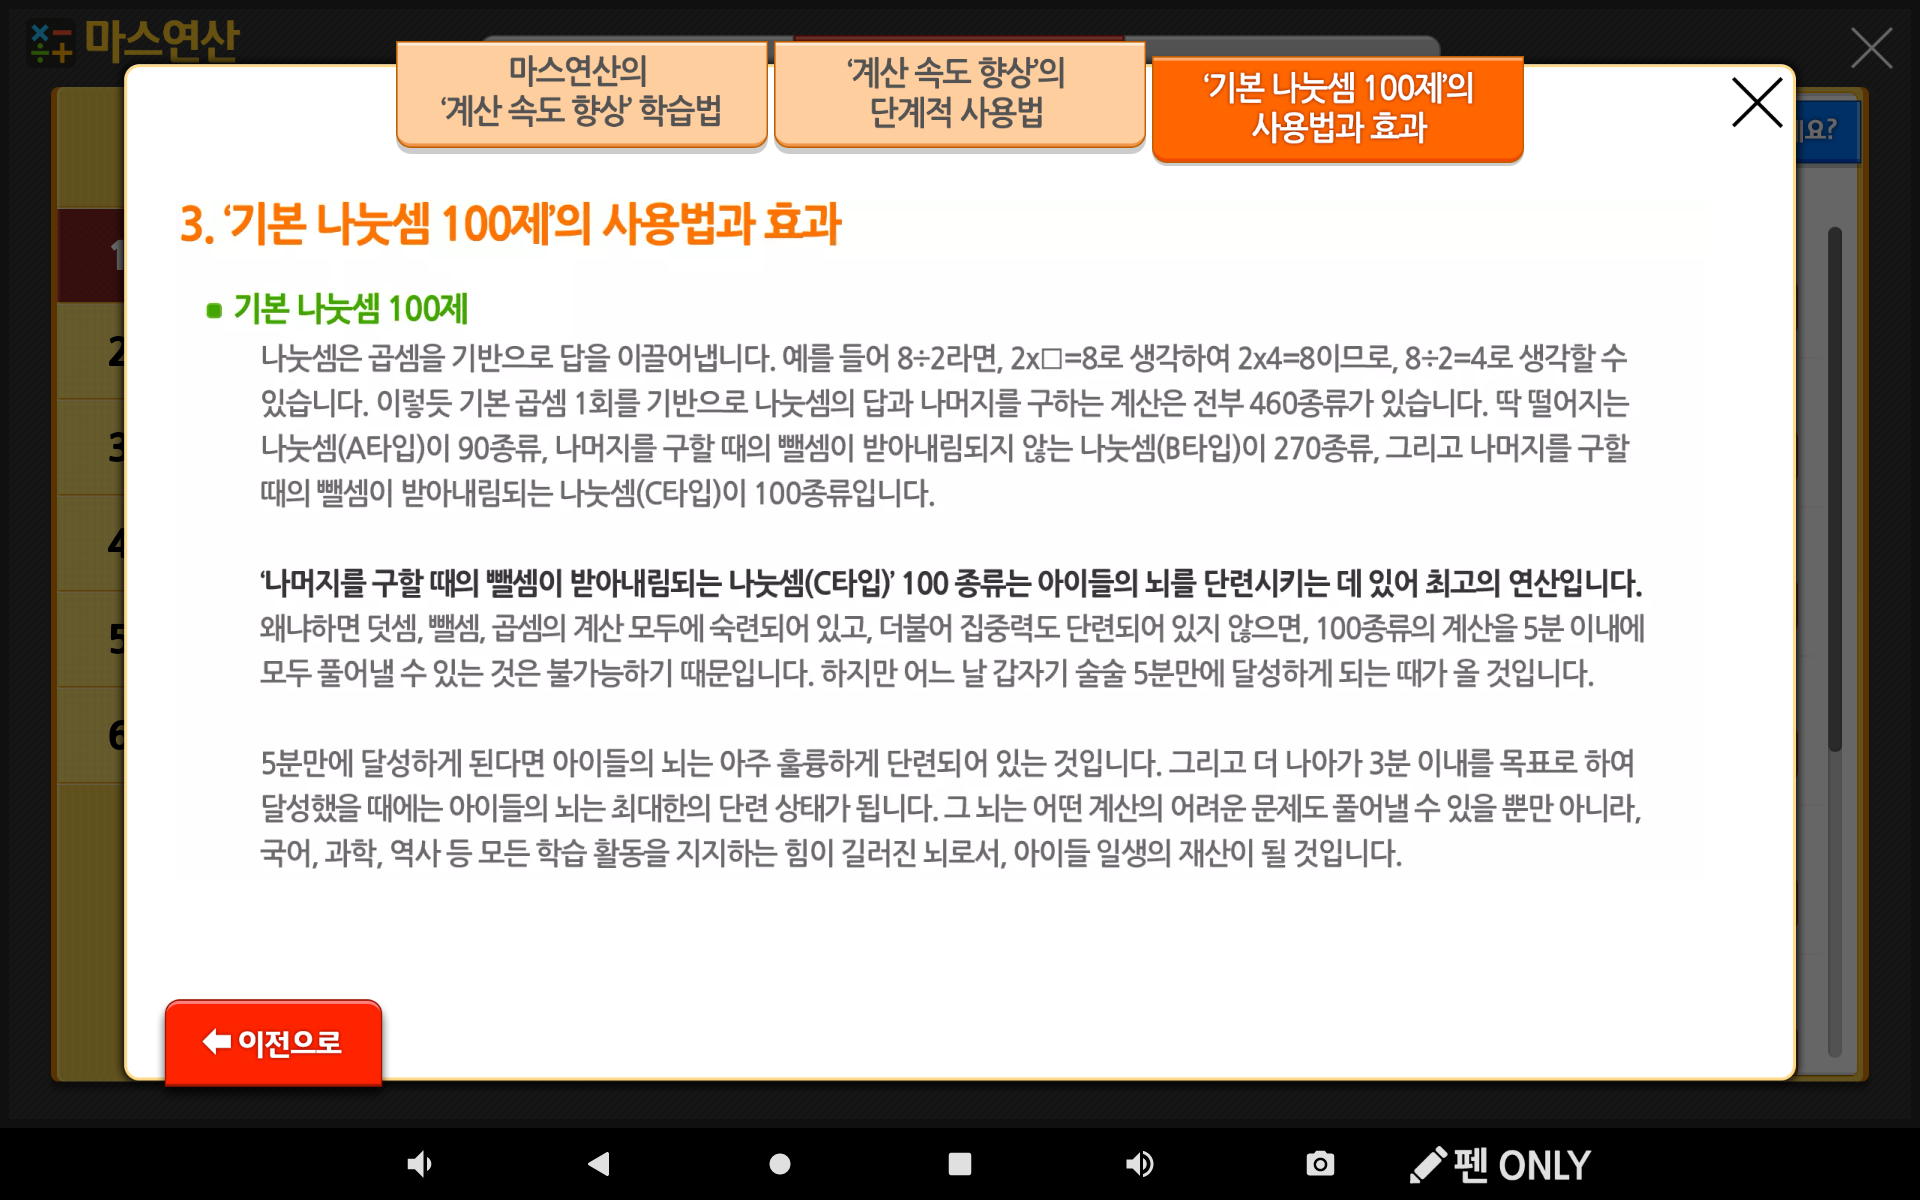 마스연산
마스연산의
‘계산 속도 향상’ 학습법
‘계산 속도 향상’의
단계적 사용법
‘기본 나눗셈 100제’의
사용법과 효과
요?
3. ‘기본 나눗셈 100제’의 사용법과 효과
기본 나눗셈 100제
나눗셈은 곱셈을 기반으로 답을 이끌어냅니다. 예를 들어 8÷2라면, 2x□=8로 생각하여 2x4=8이므로, 8÷2=4로 생각할 수
있습니다. 이렇듯 기본 곱셈 1회를 기반으로 나눗셈의 답과 나머지를 구하는 계산은 전부 460종류가 있습니다. 딱 떨어지는
나눗셈(A타입)이 90종류, 나머지를 구할 때의 뺄셈이 받아내림되지 않는 나눗셈(B타입)이 270종류, 그리고 나머지를 구할
때의 뺄셈이 받아내림되는 나눗셈(C타입)이 100종류입니다.
‘나머지를 구할 때의 뺄셈이 받아내림되는 나눗셈(C타입)’ 100 종류는 아이들의 뇌를 단련시키는 데 있어 최고의 연산입니다.
왜냐하면 덧셈, 뺄셈, 곱셈의 계산 모두에 숙련되어 있고, 더불어 집중력도 단련되어 있지 않으면, 100종류의 계산을 5분 이내에
모두 풀어낼 수 있는 것은 불가능하기 때문입니다. 하지만 어느 날 갑자기 술술 5분만에 달성하게 되는 때가 올 것입니다.
5분만에 달성하게 된다면 아이들의 뇌는 아주 훌륭하게 단련되어 있는 것입니다. 그리고 더 나아가 3분 이내를 목표로 하여
달성했을 때에는 아이들의 뇌는 최대한의 단련 상태가 됩니다. 그 뇌는 어떤 계산의 어려운 문제도 풀어낼 수 있을 뿐만 아니라,
국어, 과학, 역사 등 모든 학습 활동을 지지하는 힘이 길러진 뇌로서, 아이들 일생의 재산이 될 것입니다.
1
2
3
4
5
6
이전으로
펜 ONLY